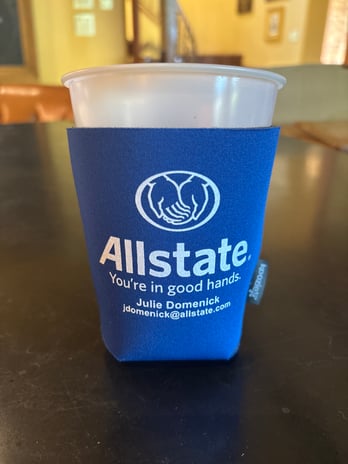 Allstate®
You're in good hands.
Julie Domenick
jdomenick@allstate.com